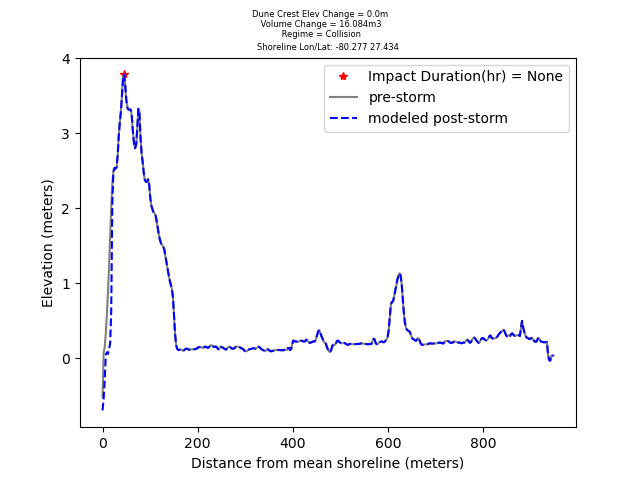 Dune Crest Elev Change = 0.0m
Volume Change = 16.084m3
Regime = Collision
Shoreline Lon/Lat: -80.277 27.434
Impact Duration(hr) = None
pre-storm
modeled post-storm
Elevation (meters)
4
3
2
1
0
0 200 400 600 800
Distance from mean shoreline (meters)